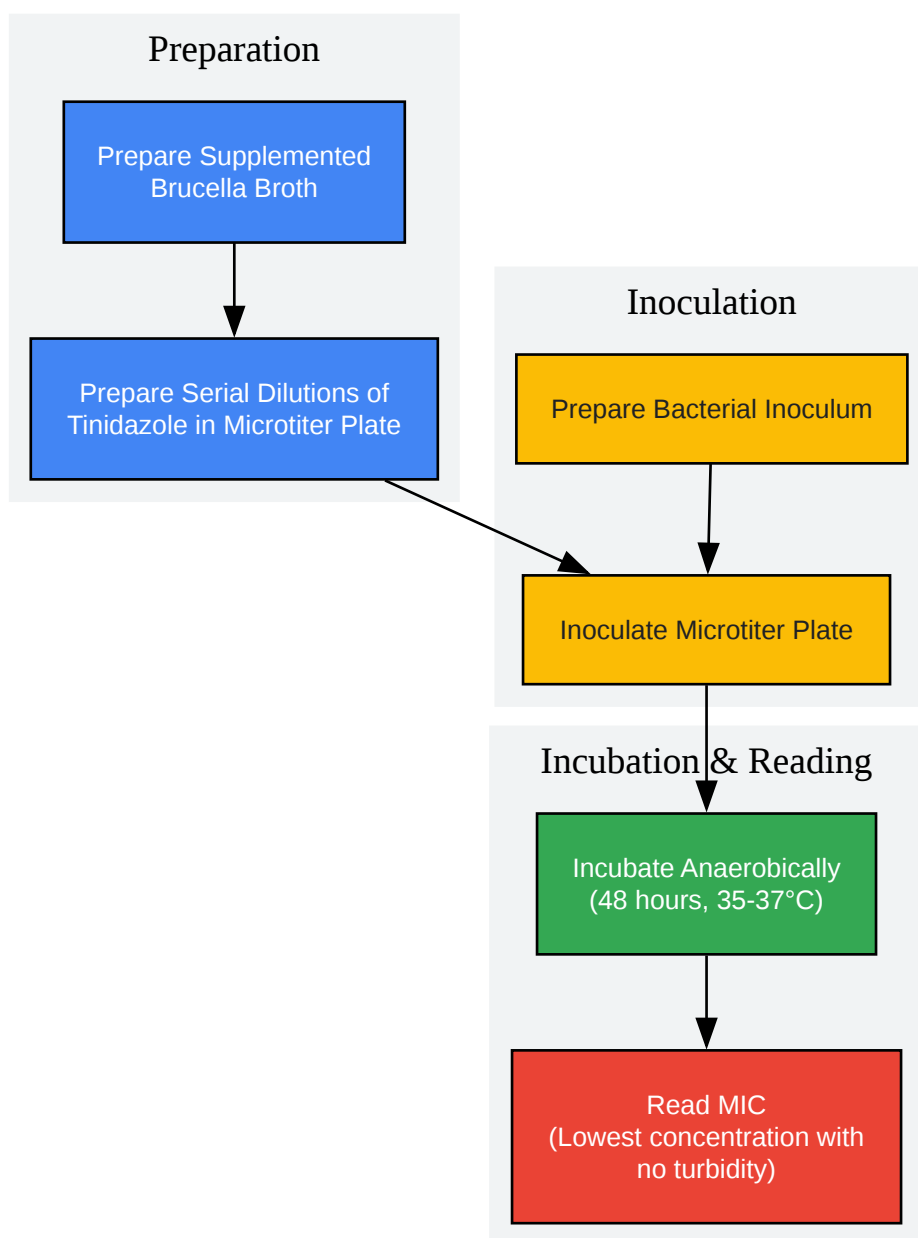 Preparation
Prepare Supplemented
Brucella Broth
Prepare Serial Dilutions of
Tinidazole in Microtiter Plate
Inoculation
Prepare Bacterial Inoculum
Inoculate Microtiter Plate
Incubation & Reading
Incubate Anaerobically
(48 hours, 35-37°C)
Read MIC
(Lowest concentration with
no turbidity)